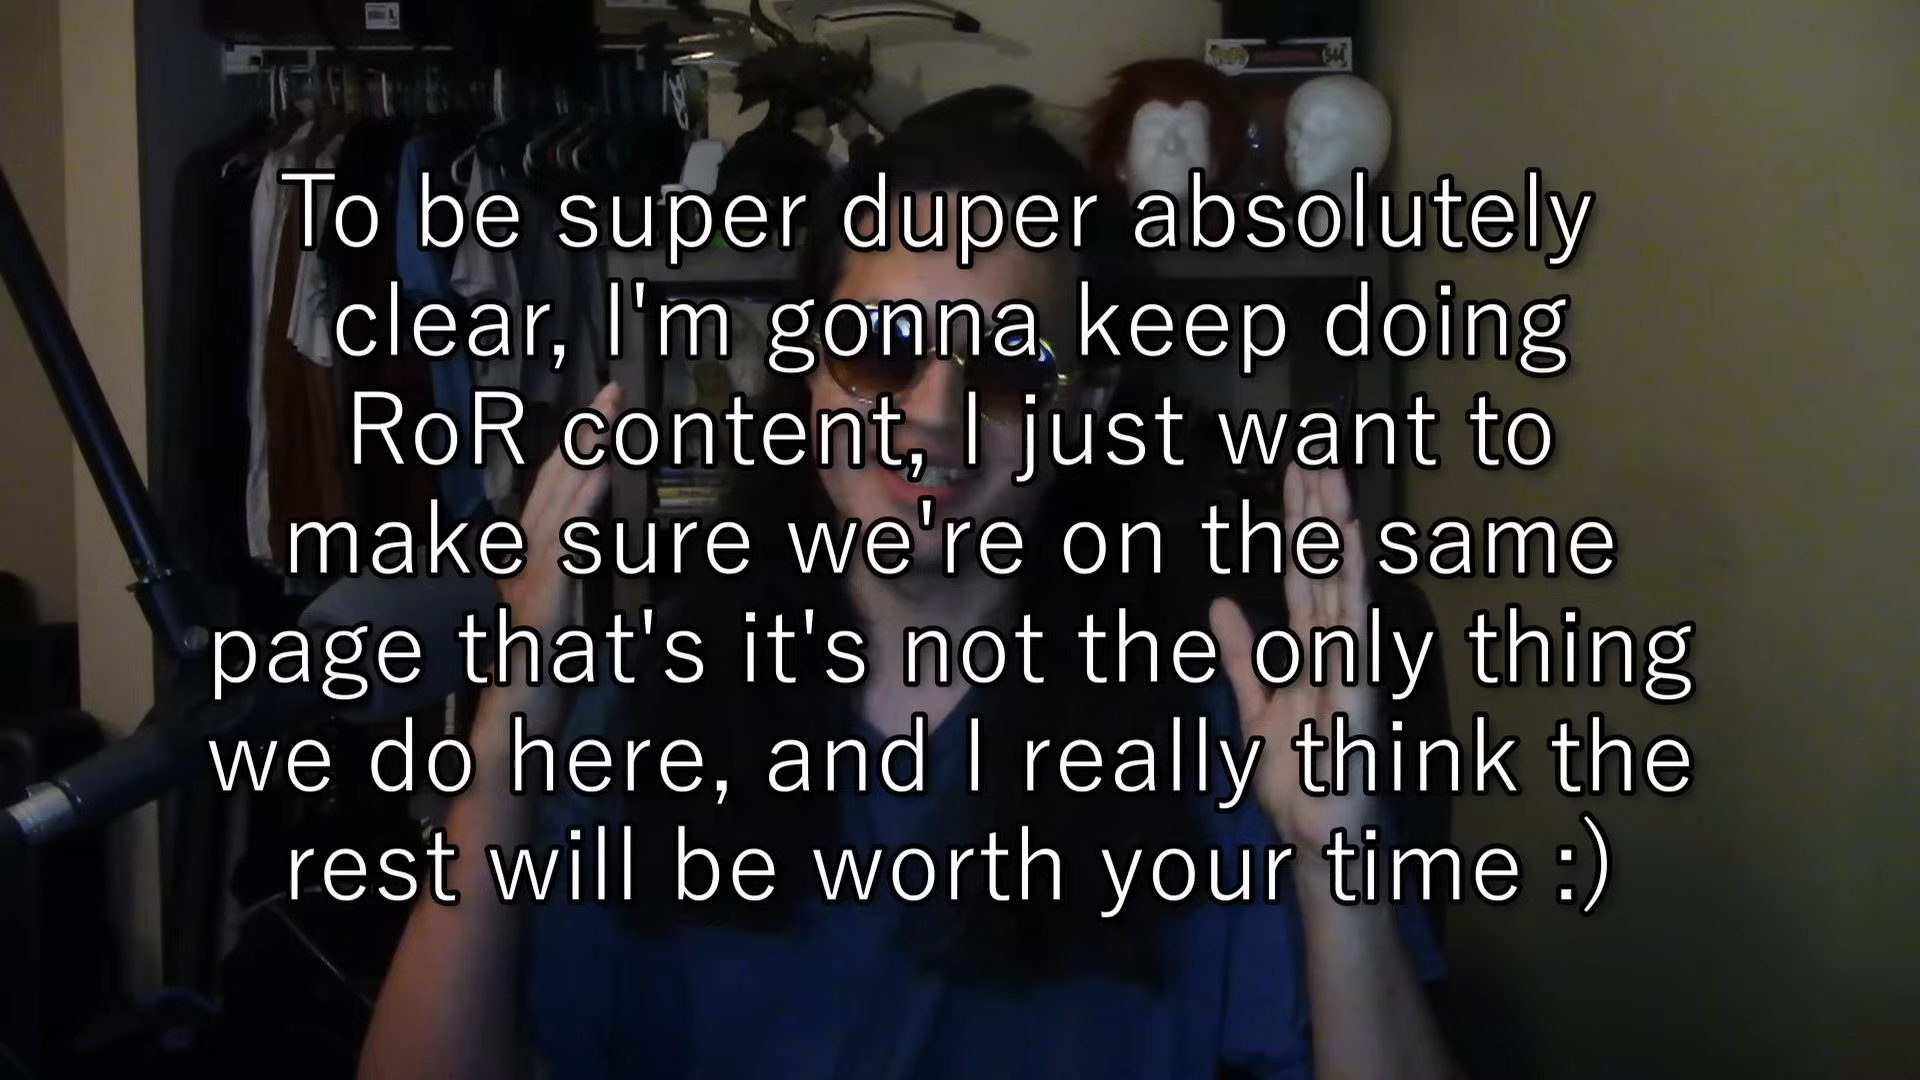 To be super duper absolutely
clear, I'm gonna keep doing
RoR content, I just want to
make sure we're on the same
page that's it's not the only thing
we do here, and I really think the
rest will be worth your time :)